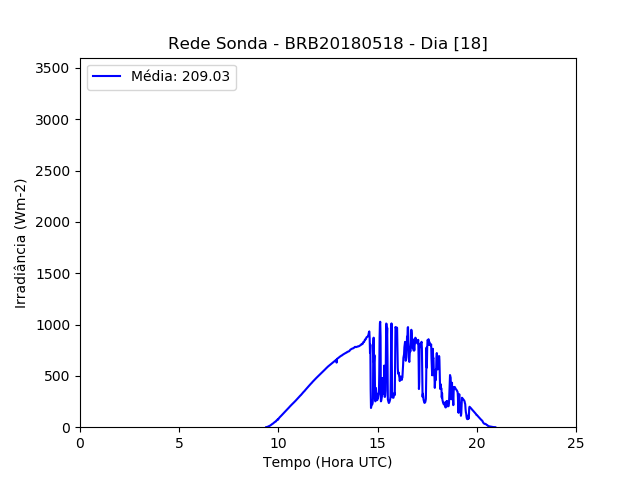 Rede Sonda - BRB20180518 - Dia [18]
Média: 209.03
3500
3000
2500
2000
1500
1000
500
0
Irradiância (Wm-2)
0 5 10 15 20 25
Tempo (Hora UTC)